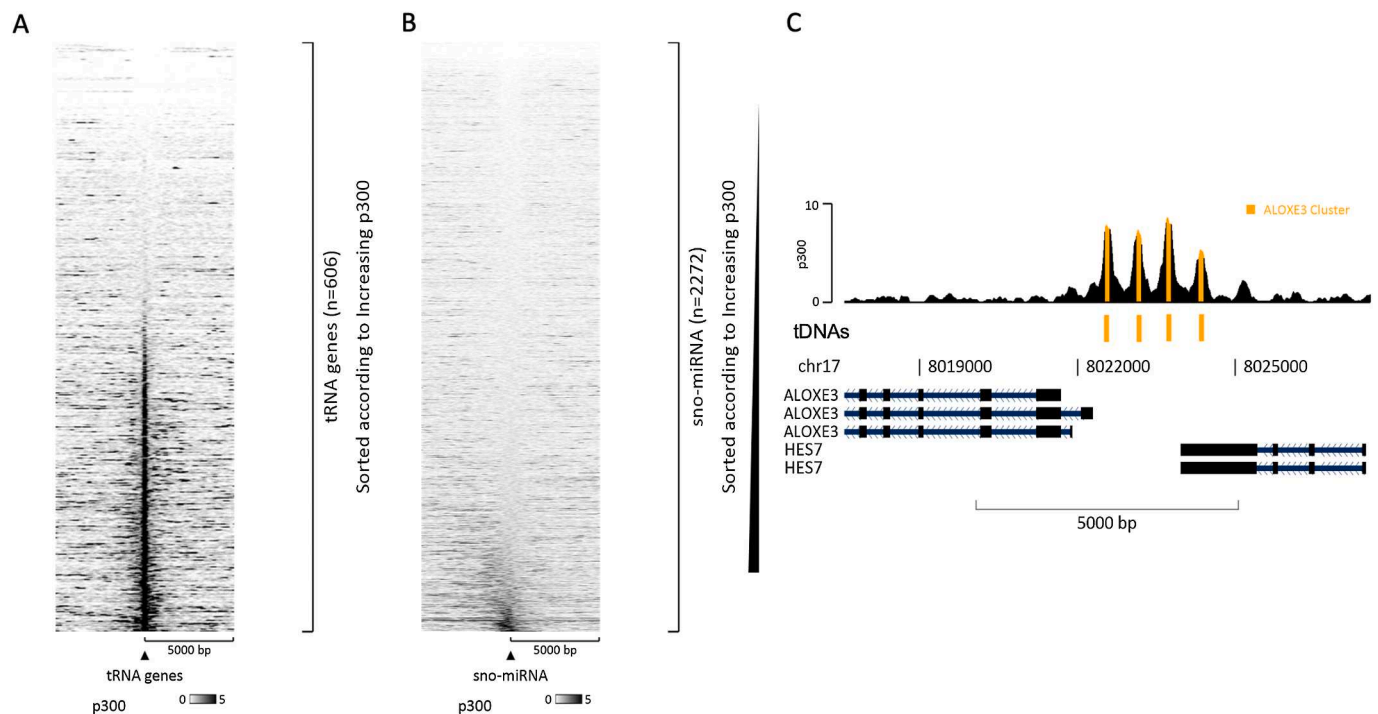 A
tRNA genes (n=606)
Sorted according to Increasing p300
5000 bp
tRNA genes
p300
0
5
B
sno-miRNA (n=2272)
Sorted according to Increasing p300
5000 bp
sno-miRNA
p300
0
5
C
10
p300
0
ALOXE3 Cluster
tDNAs
chr17 | 8019000 | 8022000 | 8025000
ALOXE3
ALOXE3
ALOXE3
HES7
HES7
5000 bp